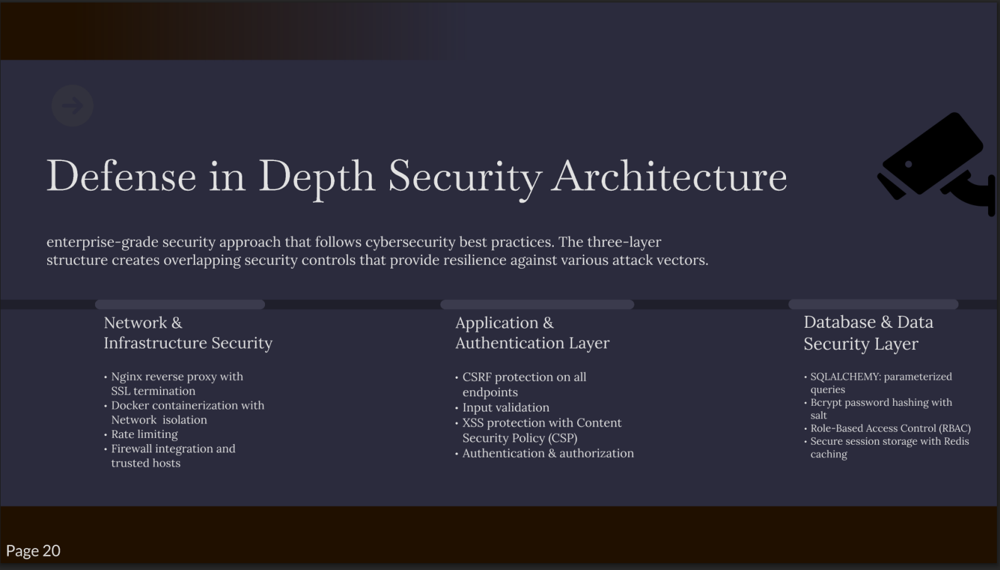 Defense in Depth Security Architecture
enterprise-grade security approach that follows cybersecurity best practices. The three-layer
structure creates overlapping security controls that provide resilience against various attack vectors.
Network &
Infrastructure Security
• Nginx reverse proxy with
SSL termination
• Docker containerization with
Network  isolation
• Rate limiting
• Firewall integration and
trusted hosts
Application &
Authentication Layer
• CSRF protection on all
endpoints
• Input validation
• XSS protection with Content
Security Policy (CSP)
• Authentication & authorization
Database & Data
Security Layer
• SQLALCHEMY: parameterized
queries
• Bcrypt password hashing with
salt
• Role-Based Access Control (RBAC)
• Secure session storage with Redis
caching
Page 20